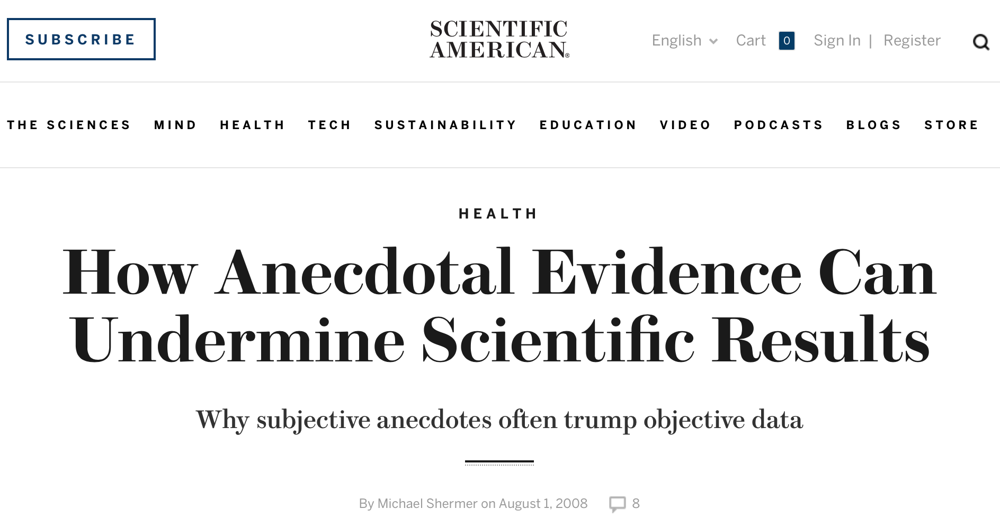 SUBSCRIBE
SCIENTIFIC
AMERICAN®
English Cart 0 Sign In | Register
THE SCIENCES MIND HEALTH TECH SUSTAINABILITY EDUCATION VIDEO PODCASTS BLOGS STORE
HEALTH
How Anecdotal Evidence Can
Undermine Scientific Results
Why subjective anecdotes often trump objective data
By Michael Shermer on August 1, 2008 8